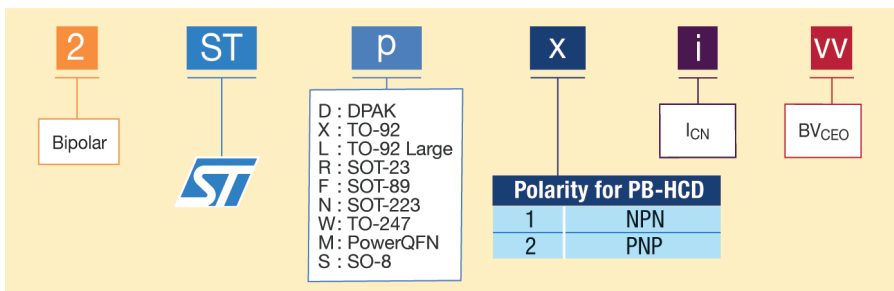 2 ST p x i vv
Bipolar
D : DPAK
X : TO-92
L : TO-92 Large
R : SOT-23
F : SOT-89
N : SOT-223
W: TO-247
M: PowerQFN
S : SO-8
ST
Polarity for PB-HCD
1 NPN
2 PNP
ICN
BVCEO